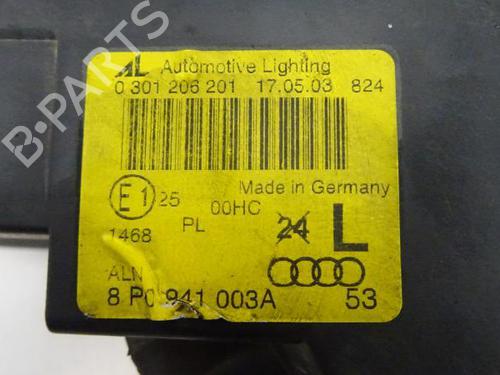 AL Automotive Lighting
0 301 206 201 17.05.03 824
Made in Germany
E1 25 00HC
1468 PL 24 L
ALN
8 P0 941 003A 53
B-PARTS